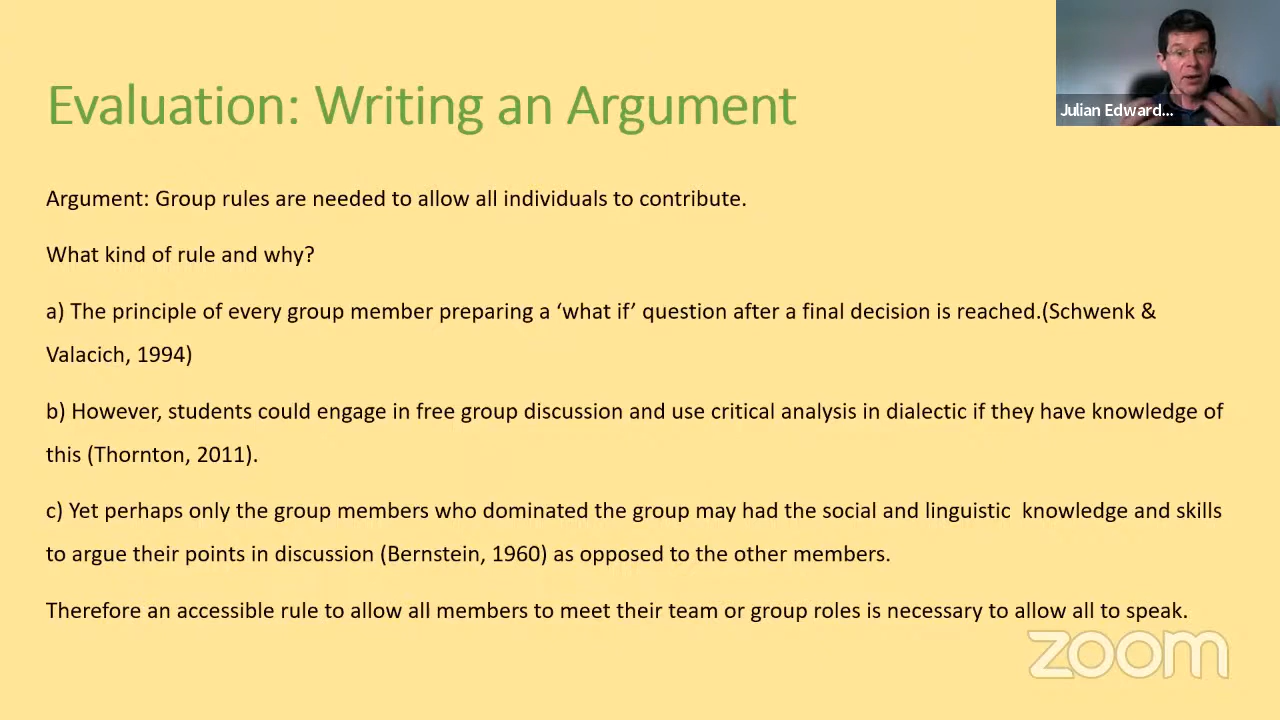 Evaluation: Writing an Argument
Julian Edward...
Argument: Group rules are needed to allow all individuals to contribute.
What kind of rule and why?
a) The principle of every group member preparing a ‘what if’ question after a final decision is reached.(Schwenk &
Valacich, 1994)
b) However, students could engage in free group discussion and use critical analysis in dialectic if they have knowledge of
this (Thornton, 2011).
c) Yet perhaps only the group members who dominated the group may had the social and linguistic  knowledge and skills
to argue their points in discussion (Bernstein, 1960) as opposed to the other members.
Therefore an accessible rule to allow all members to meet their team or group roles is necessary to allow all to speak.
zoom